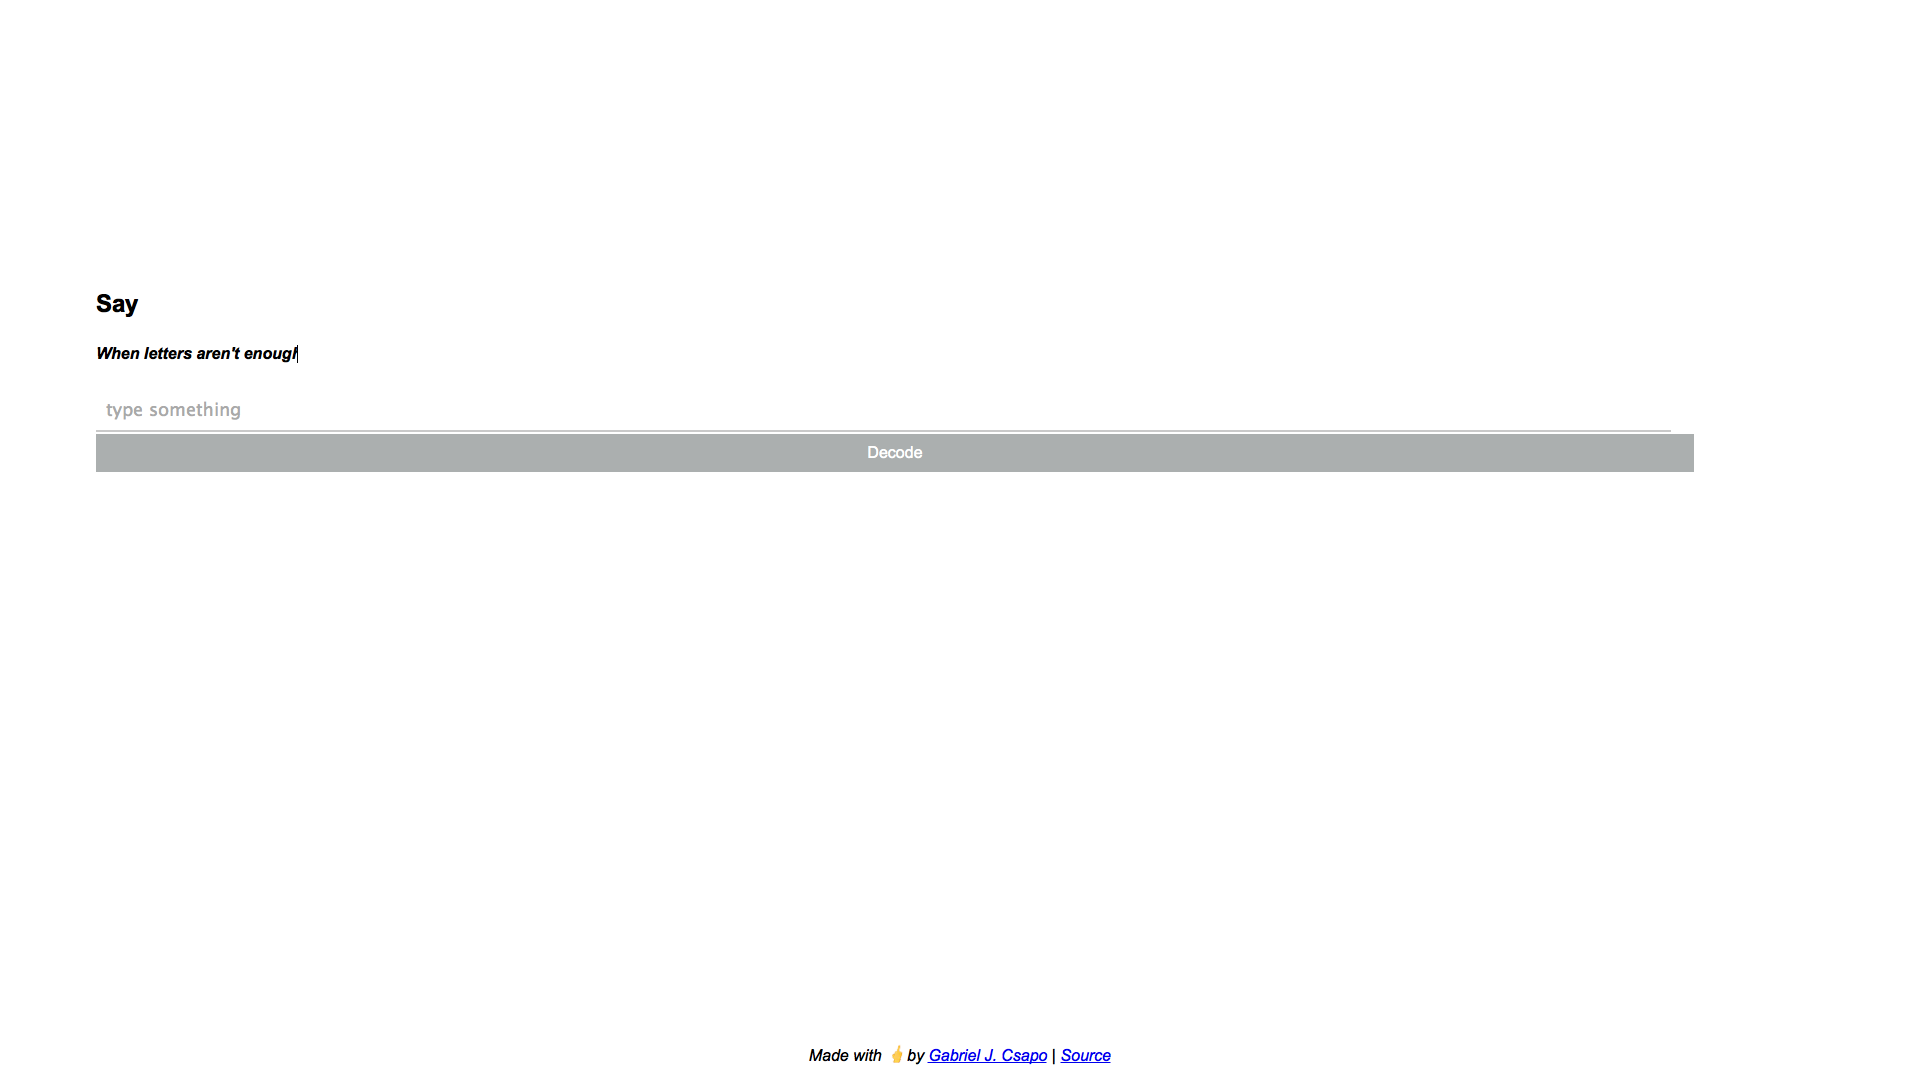 Say
When letters aren't enough
type something
Decode
Made with 🖕 by Gabriel J. Csapo | Source